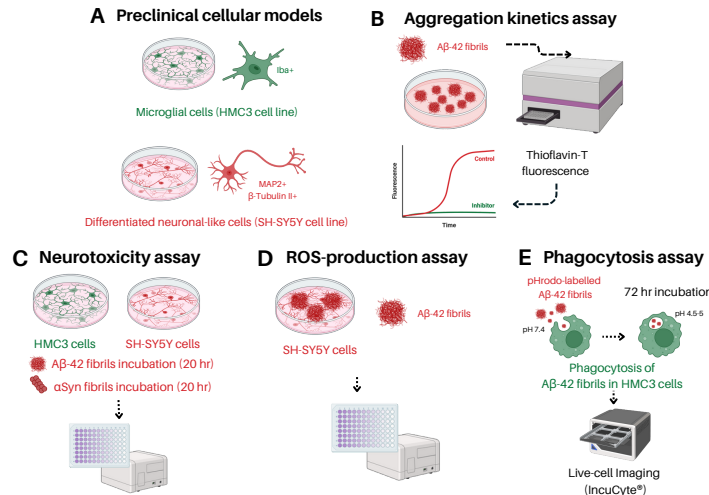 A Preclinical cellular models
Iba+
Microglial cells (HMC3 cell line)
MAP2+
β-Tubulin II+
Differentiated neuronal-like cells (SH-SY5Y cell line)
B Aggregation kinetics assay
Aβ-42 fibrils
Fluorescence
Control
Inhibitor
Time
Thioflavin-T
fluorescence
C Neurotoxicity assay
HMC3 cells
SH-SY5Y cells
Aβ-42 fibrils incubation (20 hr)
αSyn fibrils incubation (20 hr)
D ROS-production assay
Aβ-42 fibrils
SH-SY5Y cells
E Phagocytosis assay
pHrodo-labelled
Aβ-42 fibrils
72 hr incubation
pH 7.4
pH 4.5-5
Phagocytosis of
Aβ-42 fibrils in HMC3 cells
Live-cell Imaging
(IncuCyte®)